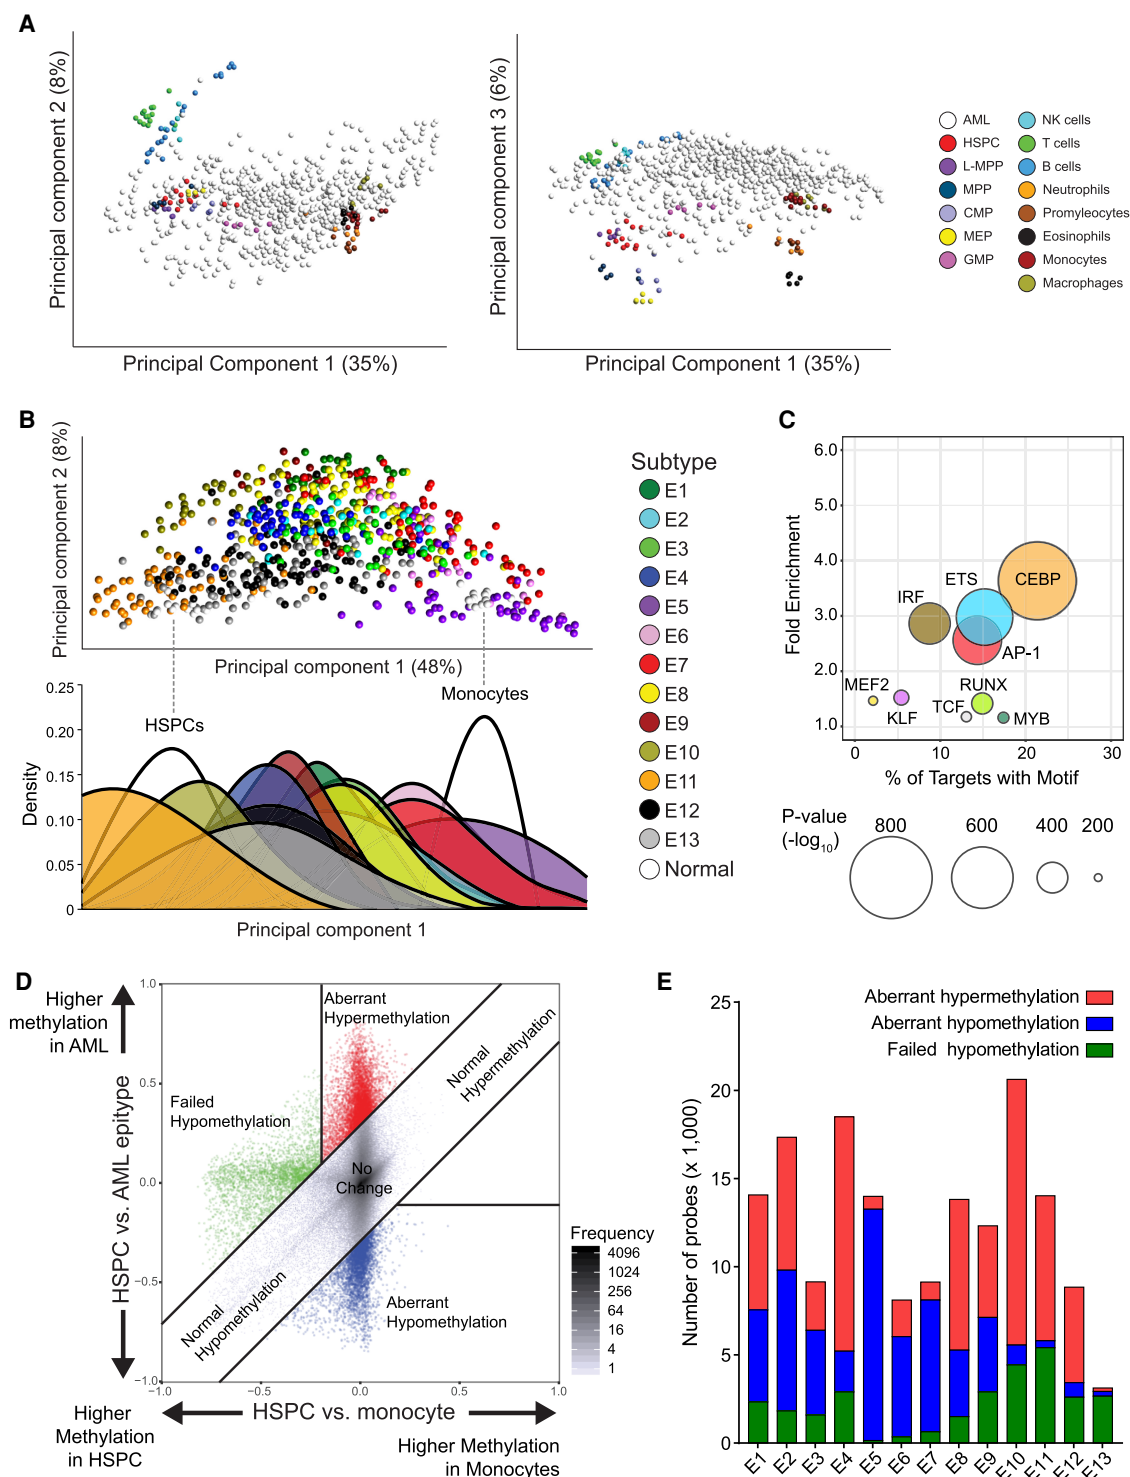 A
Principal component 2 (8%)
Principal Component 1 (35%)
Principal component 3 (6%)
Principal Component 1 (35%)
AML
HSPC
L-MPP
MPP
CMP
MEP
GMP
NK cells
T cells
B cells
Neutrophils
Promyleocytes
Eosinophils
Monocytes
Macrophages
B
Principal component 2 (8%)
Principal component 1 (48%)
HSPCs
Monocytes
Density
0.25
0.20
0.15
0.10
0.05
0
Principal component 1
Subtype
E1
E2
E3
E4
E5
E6
E7
E8
E9
E10
E11
E12
E13
Normal
C
Fold Enrichment
6.0
5.0
4.0
3.0
2.0
1.0
CEBP
ETS
IRF
AP-1
MEF2
KLF
TCF
RUNX
MYB
0 10 20 30
% of Targets with Motif
P-value
(-log10)
800 600 400 200
D
Higher
methylation
in AML
HSPC vs. AML epitype
1.0
0.5
0.0
−0.5
−1.0
Aberrant
Hypermethylation
Normal
Hypermethylation
Failed
Hypomethylation
No
Change
Normal
Hypomethylation
Aberrant
Hypomethylation
−1.0 −0.5 0.0 0.5 1.0
HSPC vs. monocyte
Higher
Methylation
in HSPC
Higher Methylation
in Monocytes
Frequency
4096
1024
256
64
16
4
1
E
Aberrant hypermethylation
Aberrant hypomethylation
Failed hypomethylation
Number of probes (x 1,000)
25
20
15
10
5
0
E1 E2 E3 E4 E5 E6 E7 E8 E9 E10 E11 E12 E13